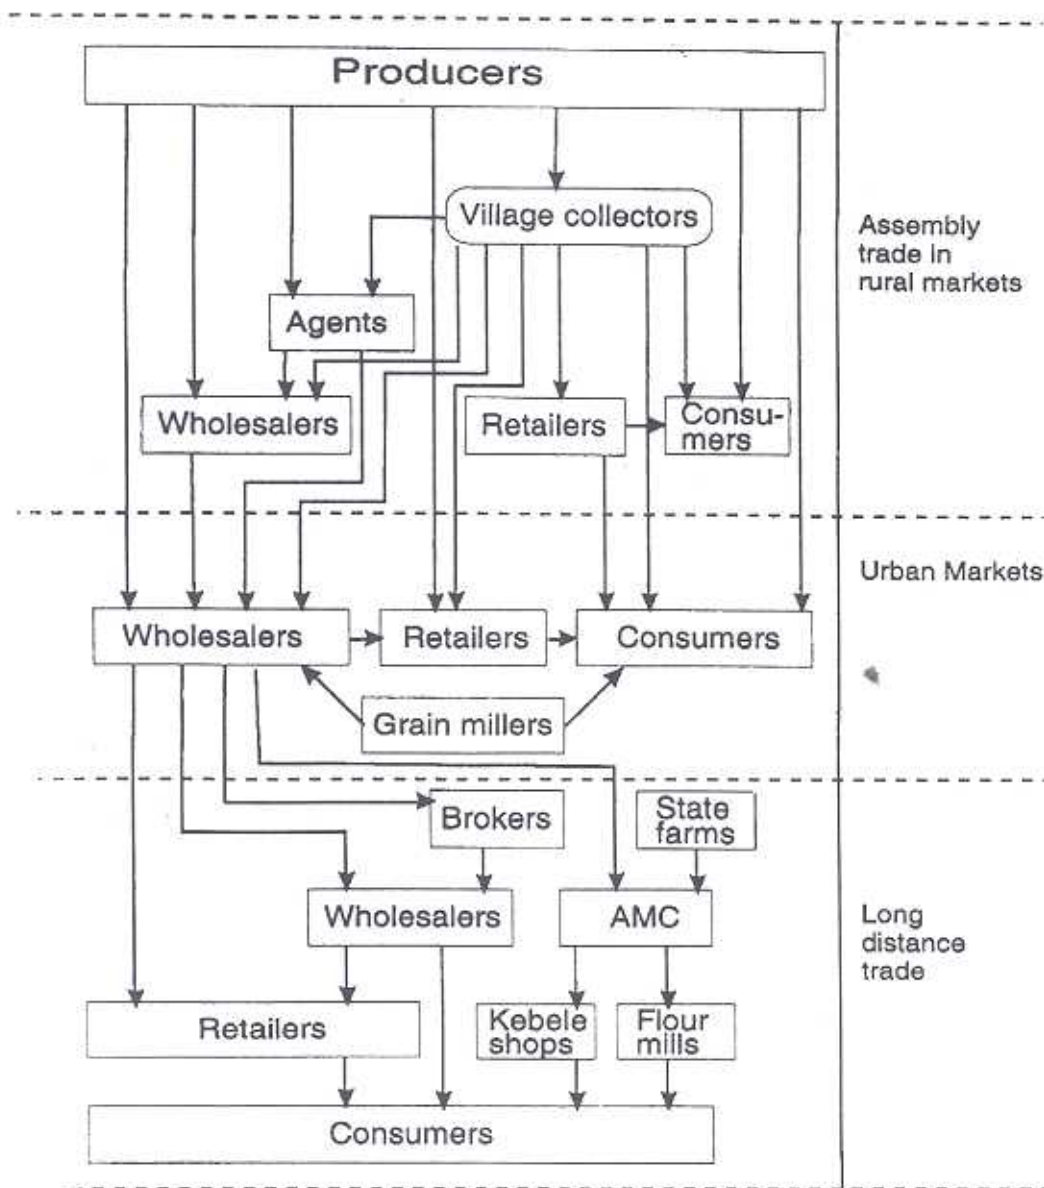 Producers
Village collectors
Assembly
trade in
rural markets
Agents
Wholesalers
Retailers
Consu-
mers
Urban Markets
Wholesalers
Retailers
Consumers
Grain millers
Brokers
State
farms
Wholesalers
AMC
Long
distance
trade
Retailers
Kebele
shops
Flour
mills
Consumers